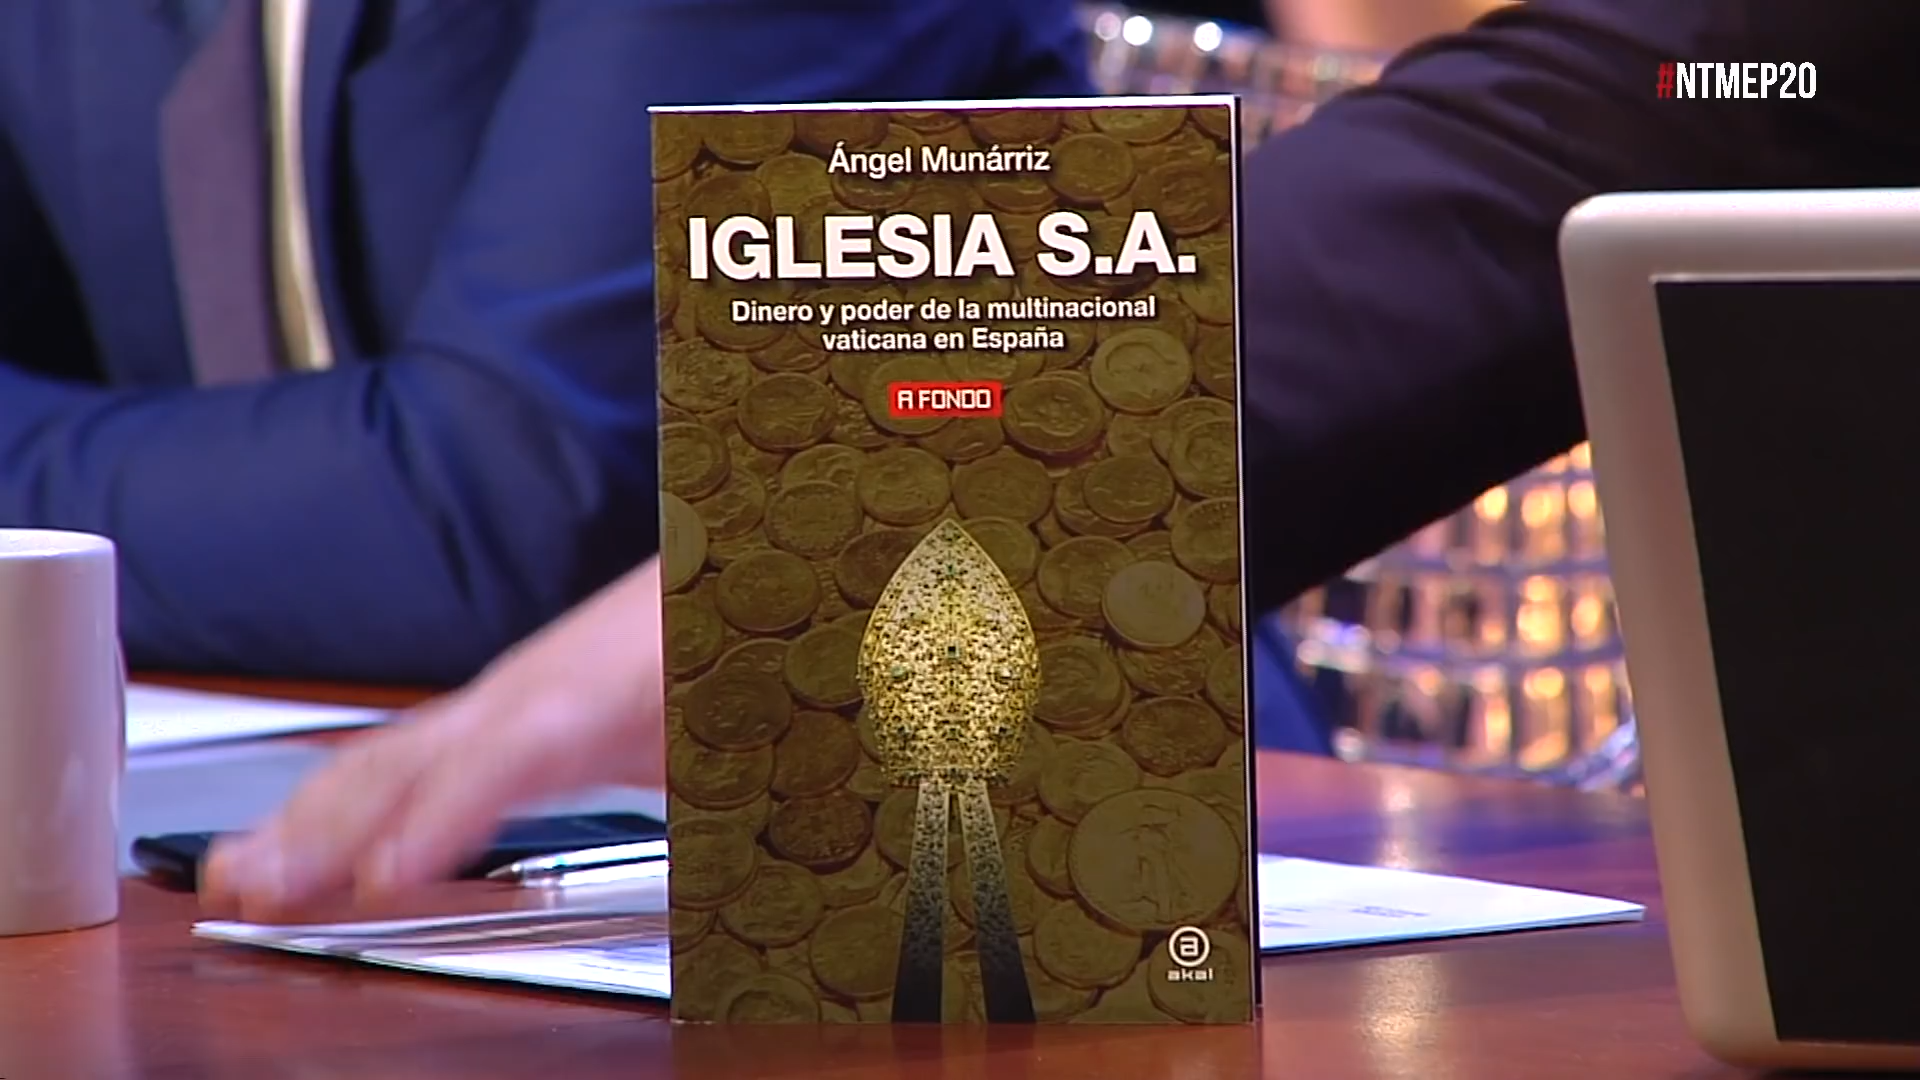 #NTMEP20
Ángel Munárriz
IGLESIA S.A.
Dinero y poder de la multinacional
vaticana en España
A FONDO
a
akal